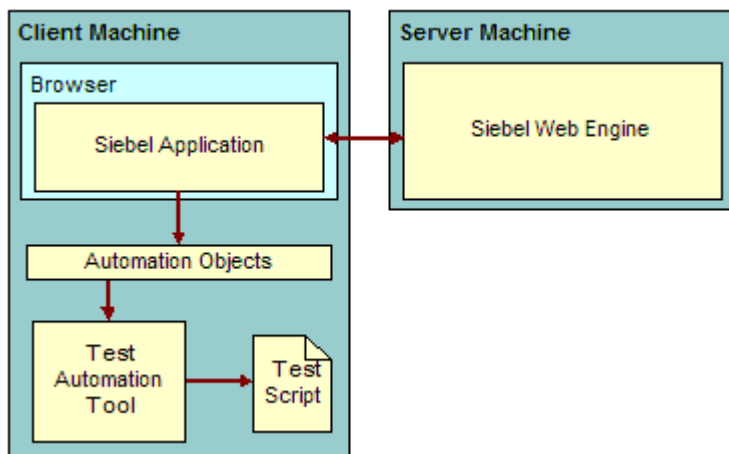 Client Machine
Server Machine
Browser
Siebel Application
Siebel Web Engine
Automation Objects
Test
Automation
Tool
Test
Script